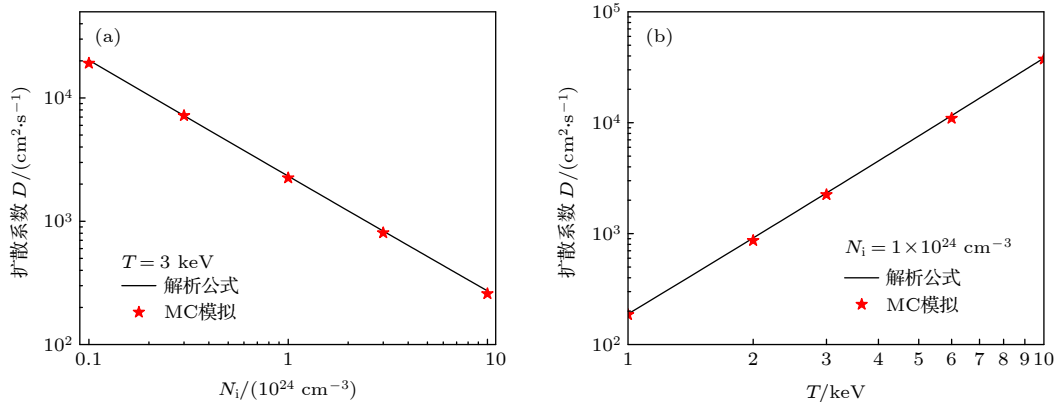 (a)
扩散系数 D/(cm²·s⁻¹)
10⁴
10³
10²
T = 3 keV
解析公式
MC模拟
0.1 1 10
Nᵢ/(10²⁴ cm⁻³)
(b)
扩散系数 D/(cm²·s⁻¹)
10⁵
10⁴
10³
10²
Nᵢ = 1×10²⁴ cm⁻³
解析公式
MC模拟
1 2 3 4 5 6 7 8 9 10
T/keV